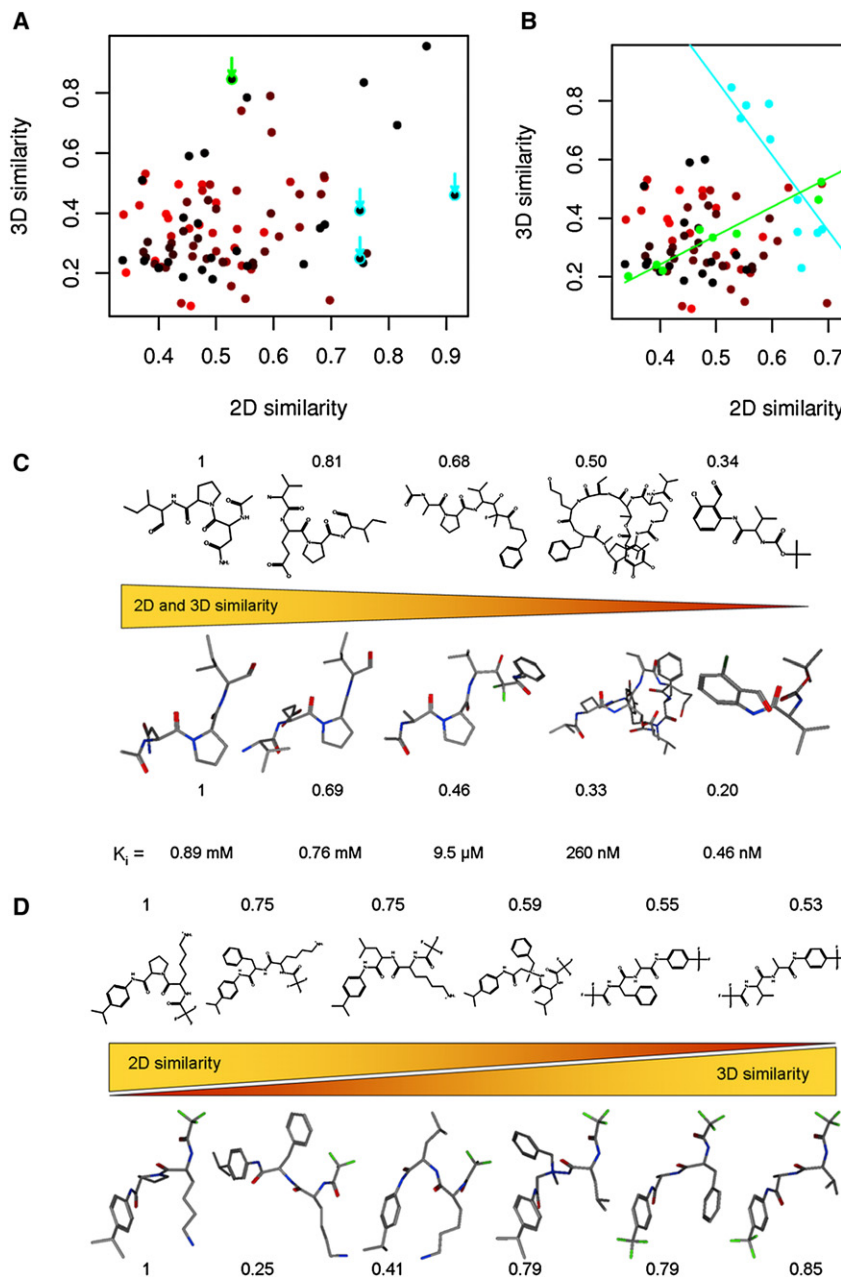 A
B
3D similarity
0.2 0.4 0.6 0.8
0.4 0.5 0.6 0.7 0.8 0.9
2D similarity
3D similarity
0.2 0.4 0.6 0.8
0.4 0.5 0.6 0.7
2D similarity
C
1 0.81 0.68 0.50 0.34
2D and 3D similarity
1 0.69 0.46 0.33 0.20
Ki = 0.89 mM 0.76 mM 9.5 µM 260 nM 0.46 nM
D
1 0.75 0.75 0.59 0.55 0.53
2D similarity
3D similarity
1 0.25 0.41 0.79 0.79 0.85